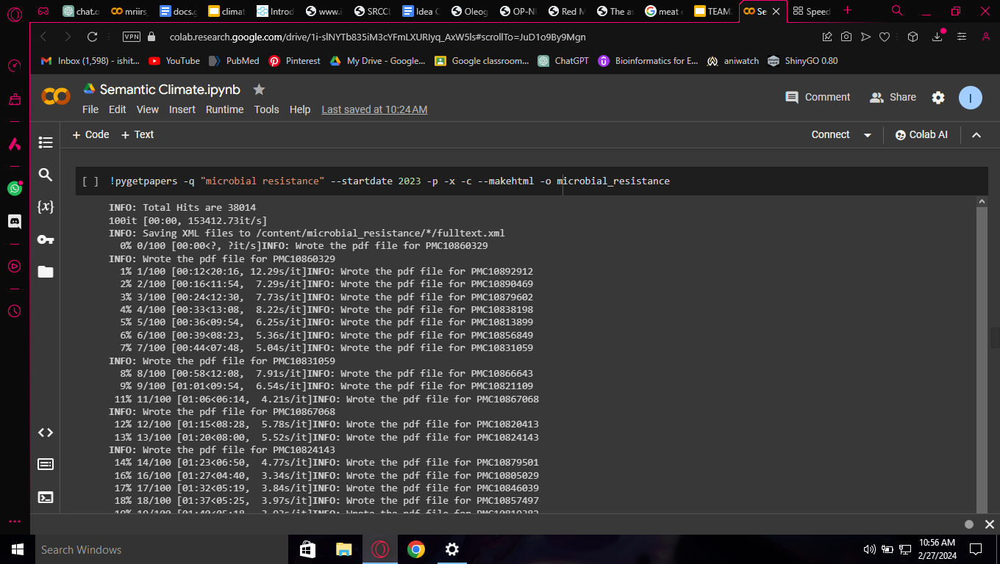 chat.o
mriirs_
docs.g
climat
Introd
www.i
SRCCL
Idea C
Oleog
OP-NU
Red M
The as
meat e
TEAM
Se
Speed
VPN colab.research.google.com/drive/1i-slNYTb835iM3cYFmLXURIyq_AxW5ls#scrollTo=JuD1o9By9Mgn
Inbox (1,598) - ishit... YouTube PubMed Pinterest My Drive - Google... Google classroom... ChatGPT Bioinformatics for E... aniwatch ShinyGO 0.80
Semantic Climate.ipynb
Comment Share I
File Edit View Insert Runtime Tools Help Last saved at 10:24 AM
+ Code + Text Connect Colab AI
[ ] !pygetpapers -q "microbial resistance" --startdate 2023 -p -x -c --makehtml -o microbial_resistance
INFO: Total Hits are 38014
100it [00:00, 153412.73it/s]
INFO: Saving XML files to /content/microbial_resistance/*/fulltext.xml
0% 0/100 [00:00<?, ?it/s]INFO: Wrote the pdf file for PMC10860329
INFO: Wrote the pdf file for PMC10860329
1% 1/100 [00:12<20:16, 12.29s/it]INFO: Wrote the pdf file for PMC10892912
2% 2/100 [00:16<11:54, 7.29s/it]INFO: Wrote the pdf file for PMC10890469
3% 3/100 [00:24<12:30, 7.73s/it]INFO: Wrote the pdf file for PMC10879602
4% 4/100 [00:33<13:08, 8.22s/it]INFO: Wrote the pdf file for PMC10838198
5% 5/100 [00:36<09:54, 6.25s/it]INFO: Wrote the pdf file for PMC10813899
6% 6/100 [00:39<08:23, 5.36s/it]INFO: Wrote the pdf file for PMC10856849
7% 7/100 [00:44<07:48, 5.04s/it]INFO: Wrote the pdf file for PMC10831059
INFO: Wrote the pdf file for PMC10831059
8% 8/100 [00:58<12:08, 7.91s/it]INFO: Wrote the pdf file for PMC10866643
9% 9/100 [01:01<09:54, 6.54s/it]INFO: Wrote the pdf file for PMC10821109
11% 11/100 [01:06<06:14, 4.21s/it]INFO: Wrote the pdf file for PMC10867068
INFO: Wrote the pdf file for PMC10867068
12% 12/100 [01:15<08:28, 5.78s/it]INFO: Wrote the pdf file for PMC10820413
13% 13/100 [01:20<08:00, 5.52s/it]INFO: Wrote the pdf file for PMC10824143
INFO: Wrote the pdf file for PMC10824143
14% 14/100 [01:23<06:50, 4.77s/it]INFO: Wrote the pdf file for PMC10879501
16% 16/100 [01:27<04:40, 3.34s/it]INFO: Wrote the pdf file for PMC10805029
17% 17/100 [01:32<05:19, 3.84s/it]INFO: Wrote the pdf file for PMC10846039
18% 18/100 [01:37<05:25, 3.97s/it]INFO: Wrote the pdf file for PMC10857497
Search Windows
10:56 AM
2/27/2024